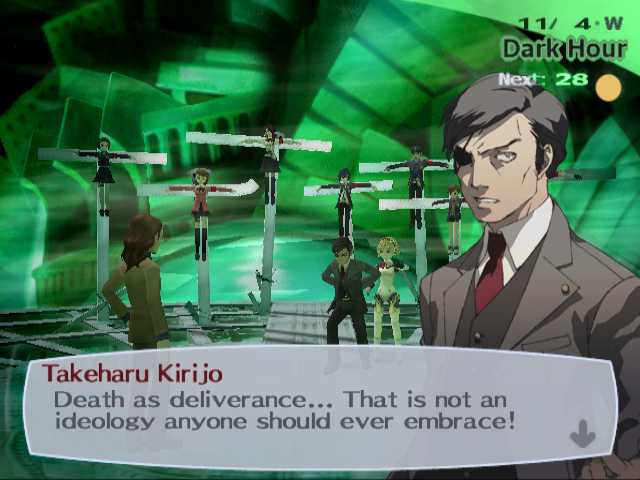 11/ 4・W
Dark Hour
Next: 28
Takeharu Kirijo
Death as deliverance... That is not an
ideology anyone should ever embrace!